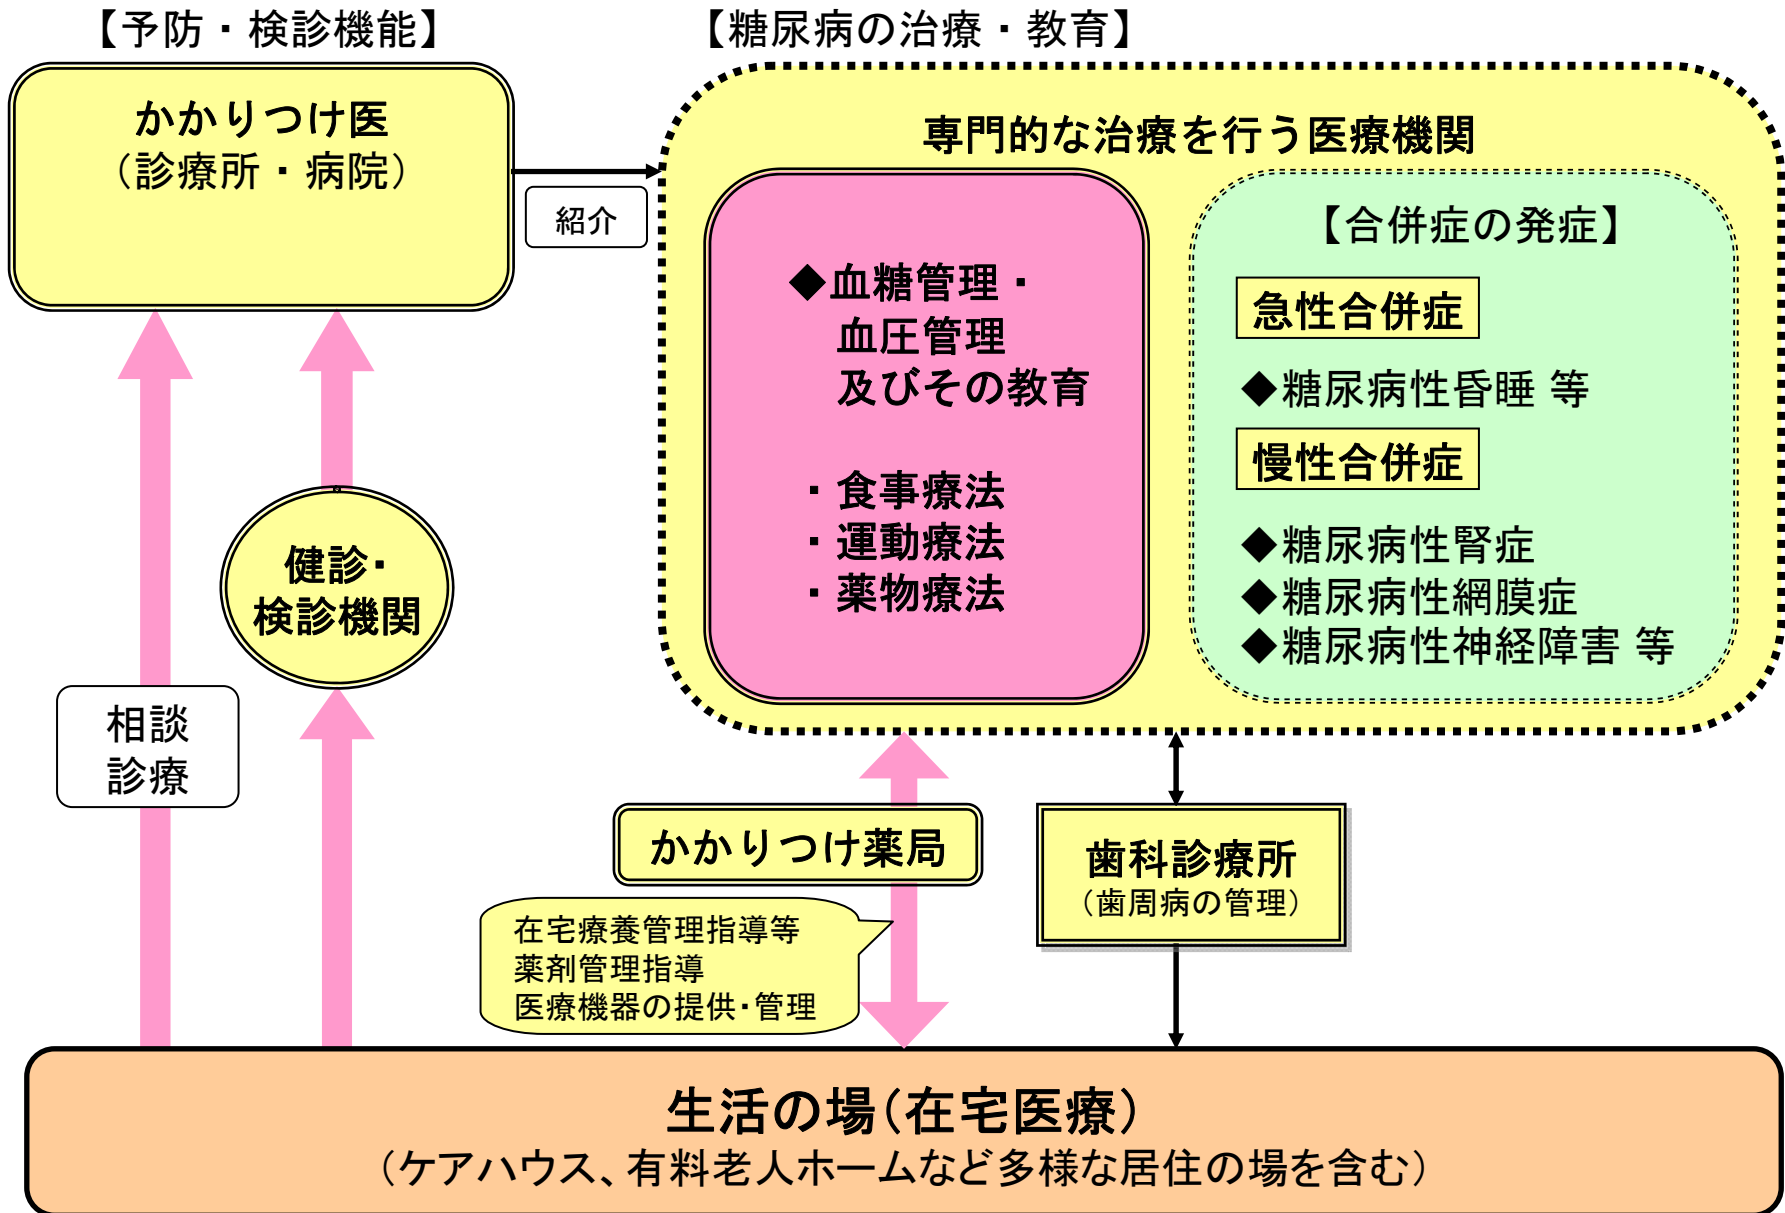 【予防・検診機能】
かかりつけ医
（診療所・病院）
紹介
【糖尿病の治療・教育】
専門的な治療を行う医療機関
◆血糖管理・
血圧管理
及びその教育
・食事療法
・運動療法
・薬物療法
【合併症の発症】
急性合併症
◆糖尿病性昏睡 等
慢性合併症
◆糖尿病性腎症
◆糖尿病性網膜症
◆糖尿病性神経障害 等
健診・
検診機関
相談
診療
かかりつけ薬局
在宅療養管理指導等
薬剤管理指導
医療機器の提供・管理
歯科診療所
（歯周病の管理）
生活の場（在宅医療）
（ケアハウス、有料老人ホームなど多様な居住の場を含む）